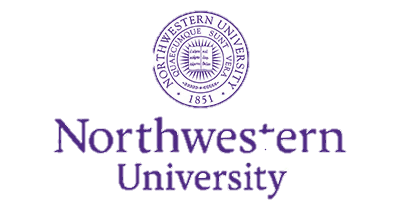 NORTHWESTERN UNIVERSITY
QUAECUMQUE SUNT VERA
· 1851 ·
Northwestern
University